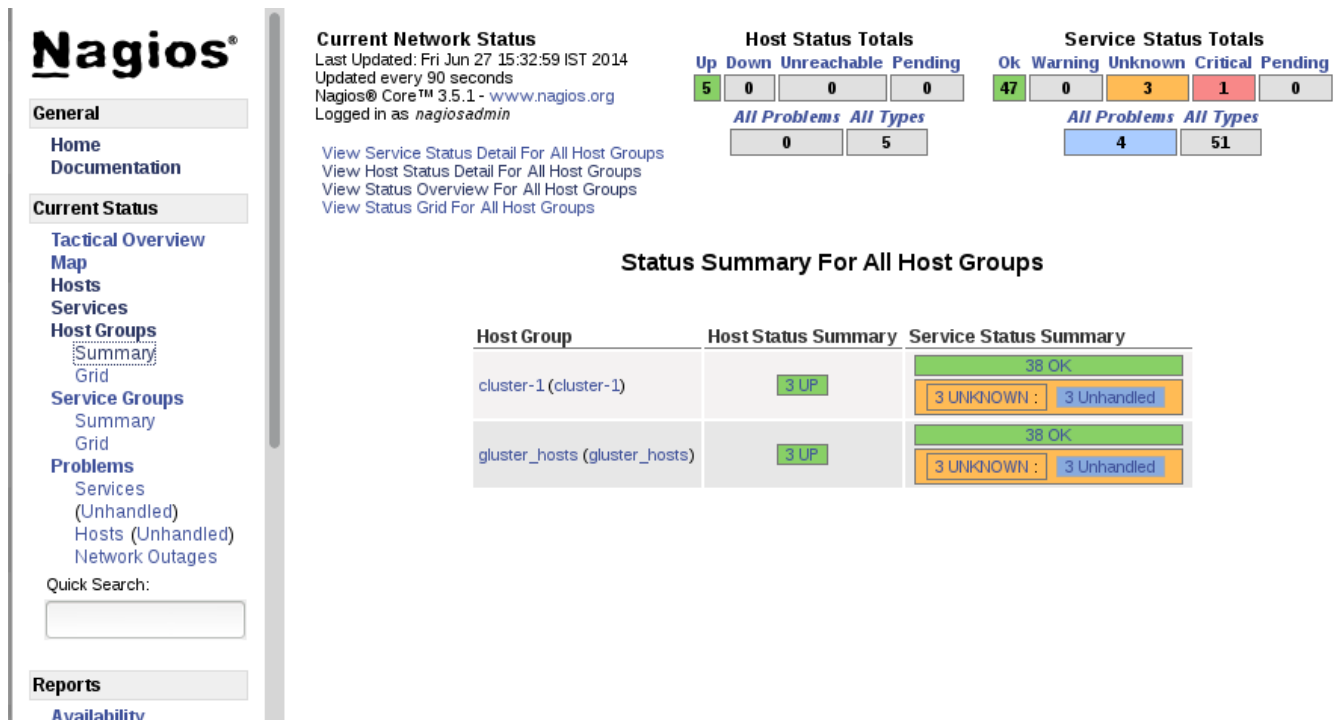 Nagios®
General
Home
Documentation
Current Status
Tactical Overview
Map
Hosts
Services
Host Groups
Summary
Grid
Service Groups
Summary
Grid
Problems
Services
(Unhandled)
Hosts (Unhandled)
Network Outages
Quick Search:
Reports
Availability
Current Network Status
Last Updated: Fri Jun 27 15:32:59 IST 2014
Updated every 90 seconds
Nagios® Core™ 3.5.1 - www.nagios.org
Logged in as nagiosadmin
View Service Status Detail For All Host Groups
View Host Status Detail For All Host Groups
View Status Overview For All Host Groups
View Status Grid For All Host Groups
Host Status Totals
Up Down Unreachable Pending
5 0 0 0
All Problems All Types
0 5
Service Status Totals
Ok Warning Unknown Critical Pending
47 0 3 1 0
All Problems All Types
4 51
Status Summary For All Host Groups
Host Group Host Status Summary Service Status Summary
cluster-1 (cluster-1) 3 UP 38 OK
3 UNKNOWN : 3 Unhandled
gluster_hosts (gluster_hosts) 3 UP 38 OK
3 UNKNOWN : 3 Unhandled